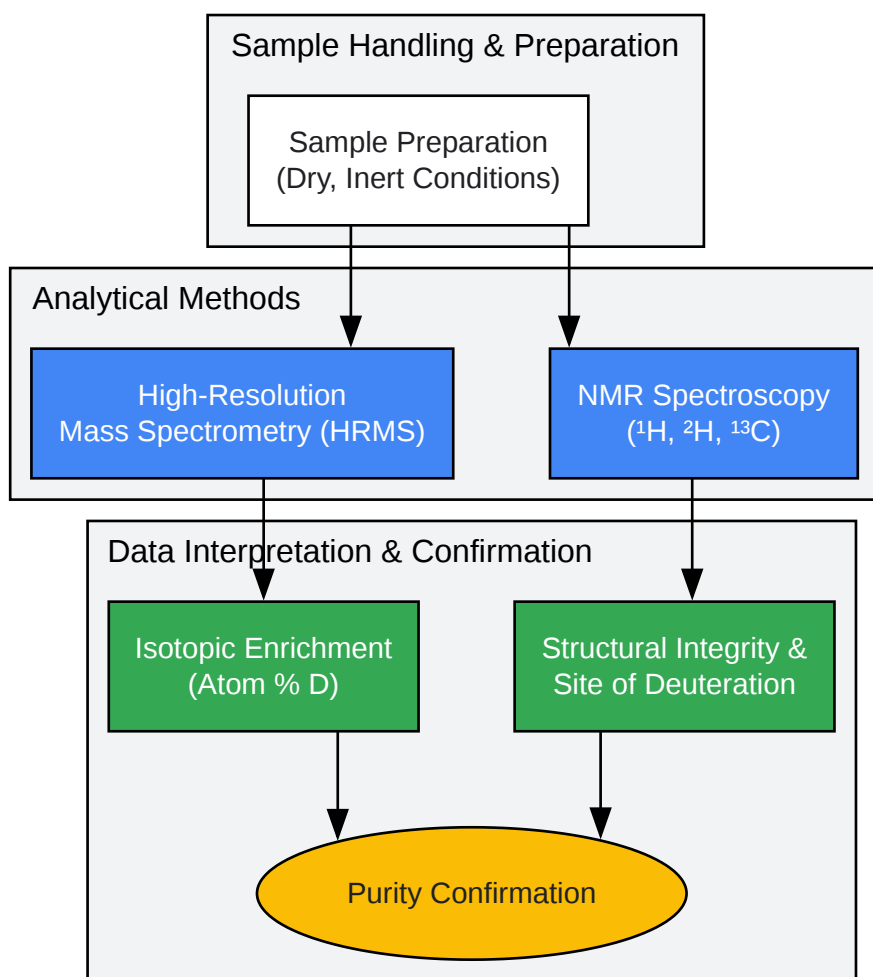 Sample Handling & Preparation
Sample Preparation
(Dry, Inert Conditions)
Analytical Methods
High-Resolution
Mass Spectrometry (HRMS)
NMR Spectroscopy
(¹H, ²H, ¹³C)
Data Interpretation & Confirmation
Isotopic Enrichment
(Atom % D)
Structural Integrity &
Site of Deuteration
Purity Confirmation